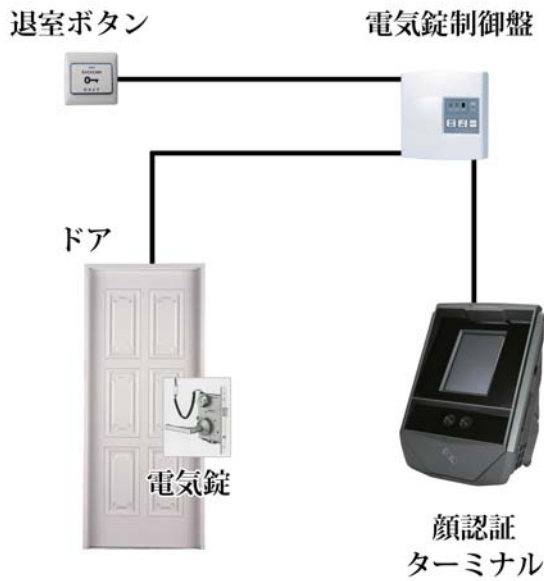 退室ボタン
電気錠制御盤
ドア
電気錠
顔認証
ターミナル